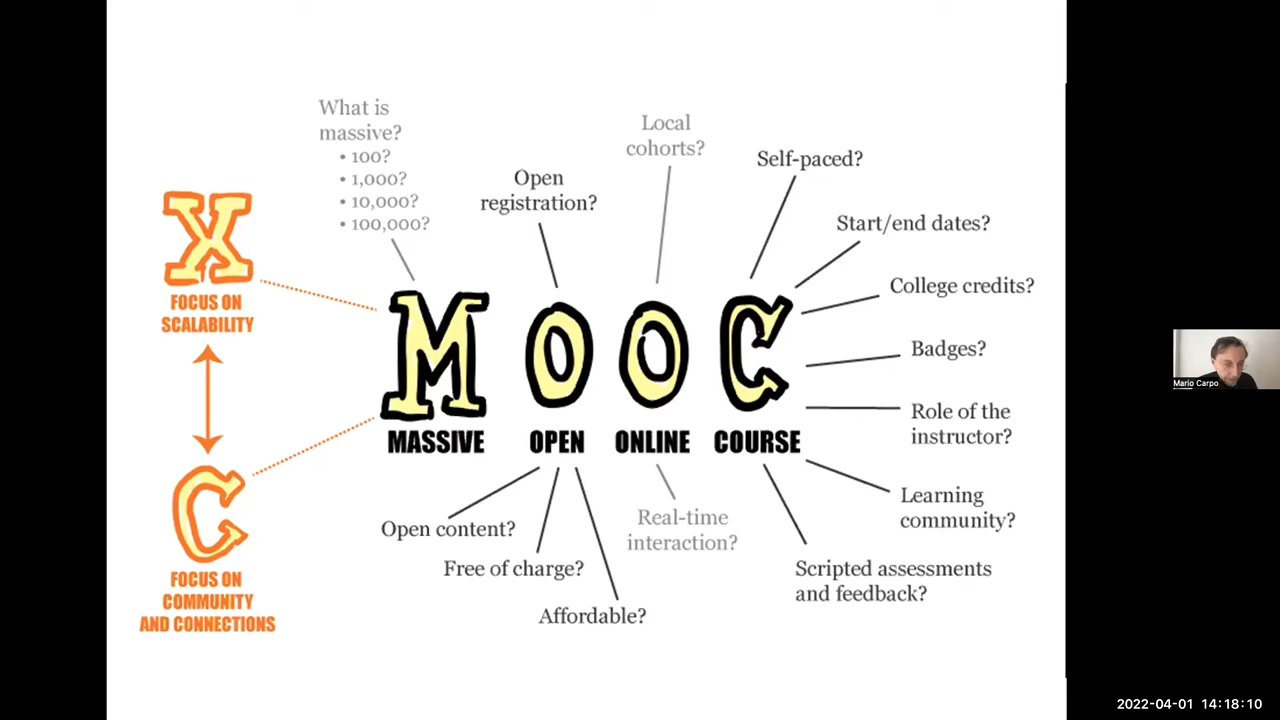 What is
massive?
• 100?
• 1,000?
• 10,000?
• 100,000?
Open
registration?
Local
cohorts?
Self-paced?
Start/end dates?
College credits?
Badges?
Role of the
instructor?
Learning
community?
Scripted assessments
and feedback?
X
FOCUS ON
SCALABILITY
C
FOCUS ON
COMMUNITY
AND CONNECTIONS
MOOC
MASSIVE OPEN ONLINE COURSE
Open content?
Free of charge?
Affordable?
Real-time
interaction?
Mario Carpo
2022-04-01 14:18:10